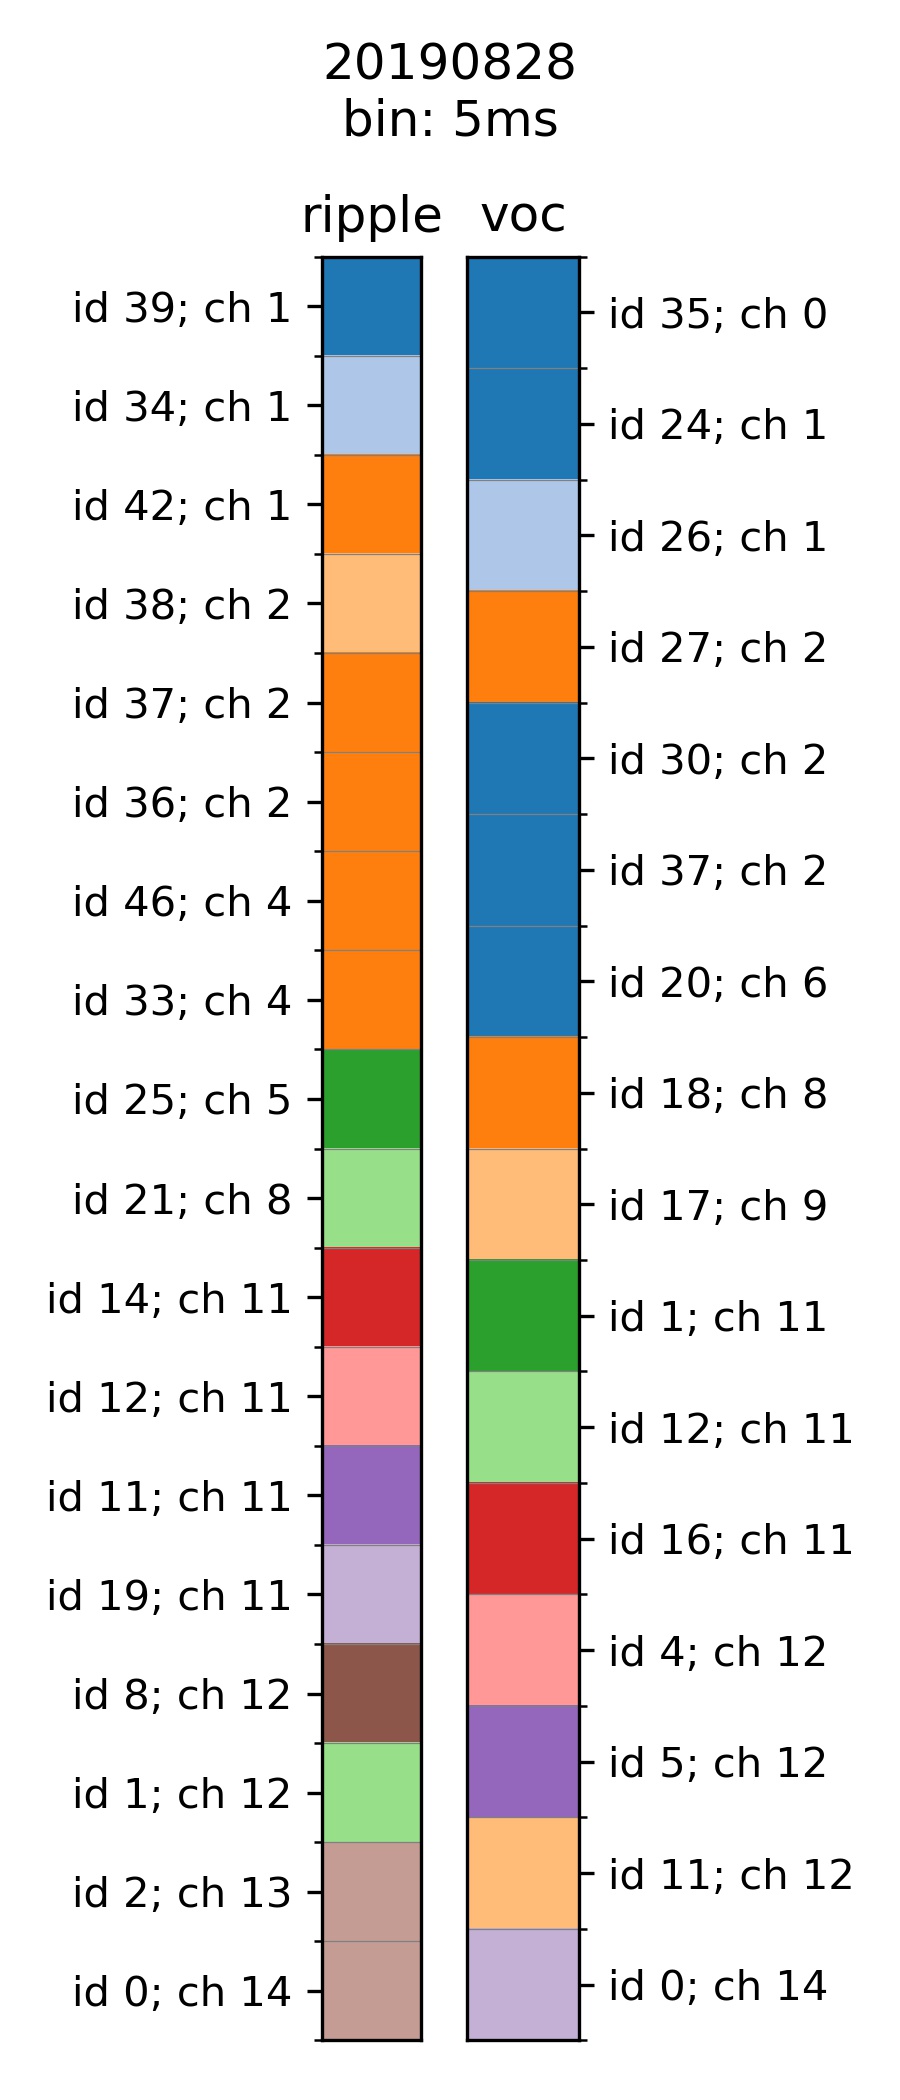 20190828
bin: 5ms
ripple voc
id 39; ch 1
id 34; ch 1
id 42; ch 1
id 38; ch 2
id 37; ch 2
id 36; ch 2
id 46; ch 4
id 33; ch 4
id 25; ch 5
id 21; ch 8
id 14; ch 11
id 12; ch 11
id 11; ch 11
id 19; ch 11
id 8; ch 12
id 1; ch 12
id 2; ch 13
id 0; ch 14
id 35; ch 0
id 24; ch 1
id 26; ch 1
id 27; ch 2
id 30; ch 2
id 37; ch 2
id 20; ch 6
id 18; ch 8
id 17; ch 9
id 1; ch 11
id 12; ch 11
id 16; ch 11
id 4; ch 12
id 5; ch 12
id 11; ch 12
id 0; ch 14